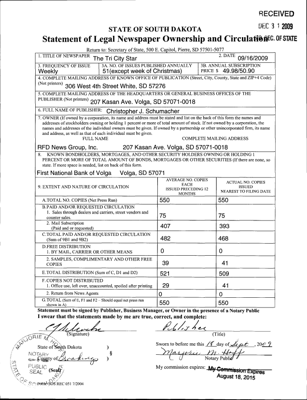 RECEIVED
DEC 31 2009
S.D. SEC. OF STATE
STATE OF SOUTH DAKOTA
Statement of Legal Newspaper Ownership and Circulation
Return to: Secretary of State, 500 E Capitol, Pierre, SD 57501-5077
1. TITLE OF NEWSPAPER
The Tri City Star
2. DATE
09/16/2009
3. FREQUENCY OF ISSUE
Weekly
3A. NO. OF ISSUES PUBLISHED ANNUALLY
51(except week of Christmas)
3B. ANNUAL SUBSCRIPTION
PRICE $ 49.98/50.90
4. COMPLETE MAILING ADDRESS OF KNOWN OFFICE OF PUBLICATION (Street, City, County, State and ZIP+4 Code)
(Not printers)
300 West 4th Street White, SD 57276
5. COMPLETE MAILING ADDRESS OF THE HEADQUARTERS OR GENERAL BUSINESS OFFICES OF THE
PUBLISHER (Not printers)
207 Kasan Ave. Volga, SD 57071-0018
6. FULL NAME OF PUBLISHER:
Christopher J. Schumacher
7. OWNER (If owned by a corporation, its name and address must be stated and also on the back of this form the names and
addresses of stockholders owning or holding 1 percent or more of total amount of stock. If not owned by a corporation, the
names and addresses of the individual owners must be given. If owned by a partnership or other unincorporated firm, its name
and address, as well as that of each individual must be given.
FULL NAME
COMPLETE MAILING ADDRESS
RFD News Group, Inc.
207 Kasan Ave. Volga, SD 57071-0018
8. KNOWN BONDHOLDERS, MORTGAGEES, AND OTHER SECURITY HOLDERS OWNING OR HOLDING 1
PERCENT OR MORE OF TOTAL AMOUNT OF BONDS, MORTGAGES OR OTHER SECURITIES (If there are none, so
state. If more space is needed, list back on this form.)
First National Bank of Volga
Volga, SD 57071
9. EXTENT AND NATURE OF CIRCULATION
AVERAGE NO. COPIES
EACH
ISSUED PRECEDING 12
MONTHS
ACTUAL NO. COPIES
ISSUED
NEAREST TO FILING DATE
A. TOTAL NO. COPIES (Net Press Run)
550
550
B. PAID AND/OR REQUESTED CIRCULATION
1. Sales through dealers and carriers, street vendors and
counter sales.
75
75
2. Mail Subscription
(Paid and or requested)
407
393
C. TOTAL PAID AND/OR REQUESTED CIRCULATION
(Sum of 9B1 and 9B2)
482
468
D. FREE DISTRIBUTION
1. BY MAIL, CARRIER OR OTHER MEANS
0
0
2. SAMPLES, COMPLIMENTARY AND OTHER FREE
COPIES
39
41
E. TOTAL DISTRIBUTION (Sum of C, D1 and D2)
521
509
F. COPIES NOT DISTRIBUTED
1. Office use, left over, unaccounted, spoiled after printing
29
41
2. Return from News Agents
0
0
G. TOTAL (Sum of E, F1 and F2 - Should equal net press run
shown in A)
550
550
Statement must be signed by Publisher, Business Manager, or Owner in the presence of a Notary Public
I swear that the statements made by me are true, correct, and complete:
Publisher
(Signature)
(Title)
State of South Dakota
Sworn to before me this 18 day of Sept 2009
Notary Public
My commission expires:
My Commission Expires
August 18, 2015
NOTARY
PUBLIC
SEAL
(Seal)